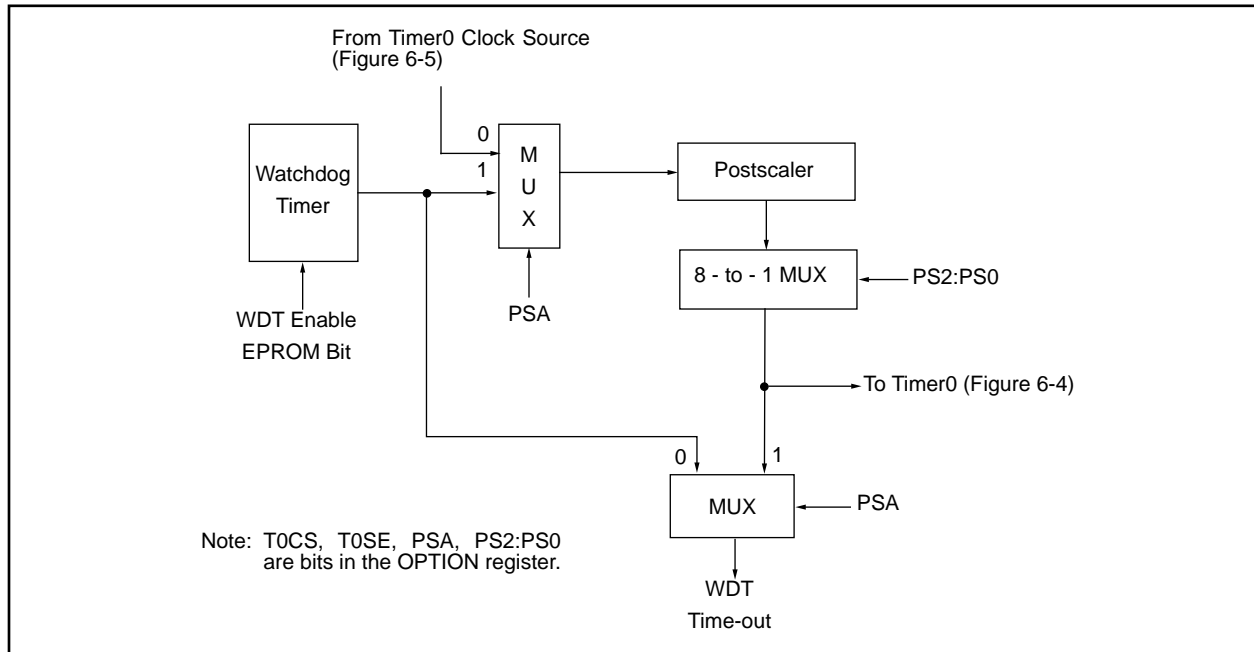 From Timer0 Clock Source
(Figure 6-5)
0
1
M
U
X
Watchdog
Timer
Postscaler
8 - to - 1 MUX
PS2:PS0
PSA
WDT Enable
EPROM Bit
To Timer0 (Figure 6-4)
0
1
MUX
PSA
Note: T0CS, T0SE, PSA, PS2:PS0
are bits in the OPTION register.
WDT
Time-out